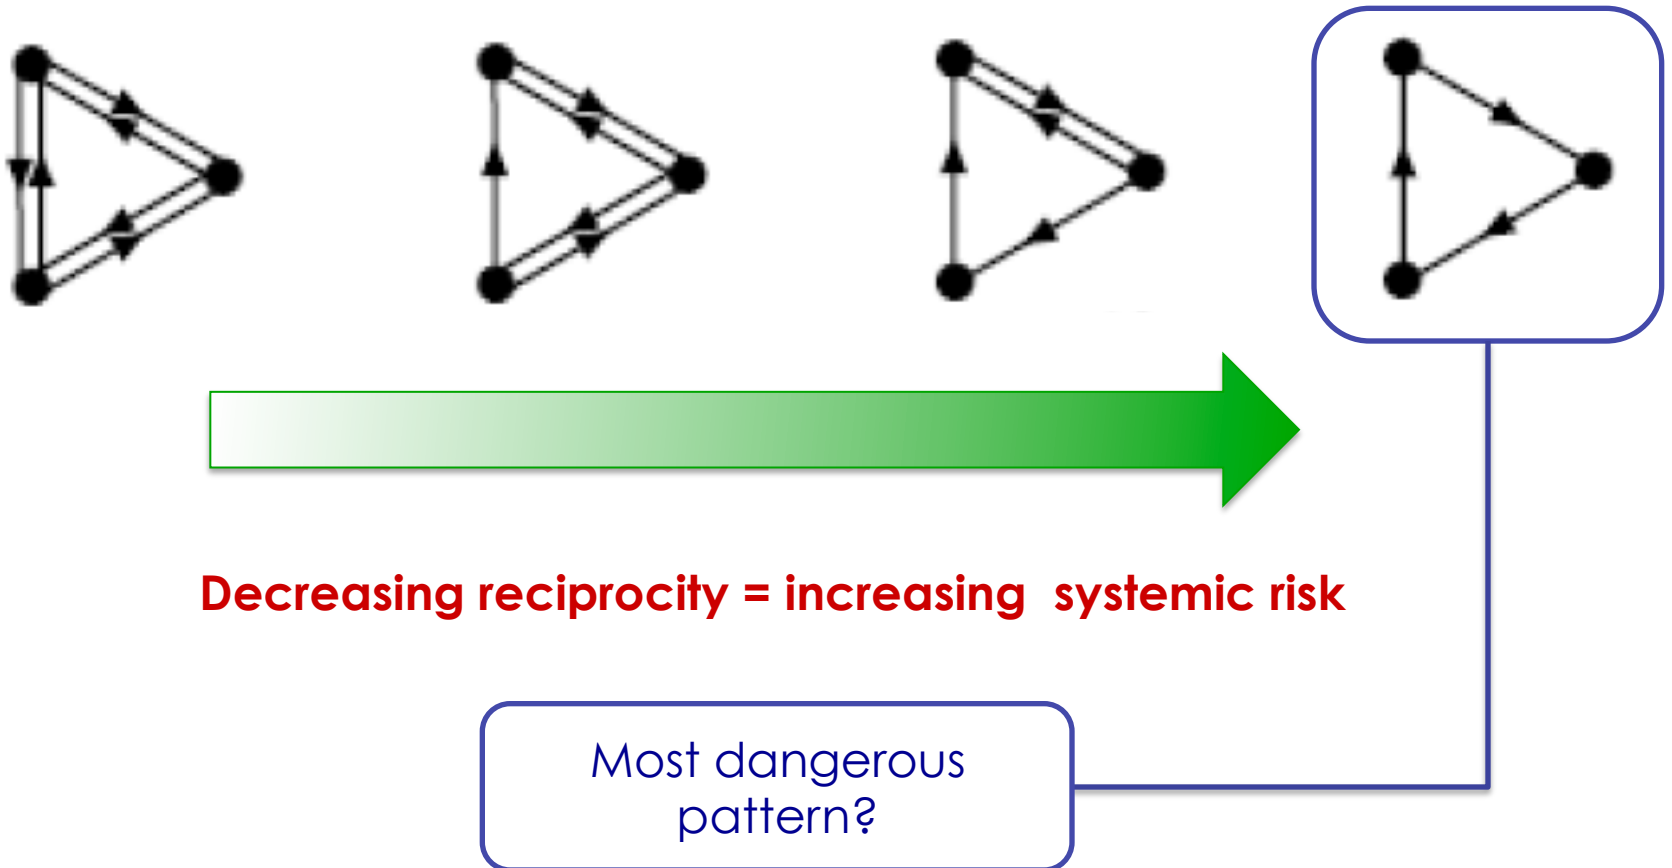 Decreasing reciprocity = increasing systemic risk
Most dangerous
pattern?